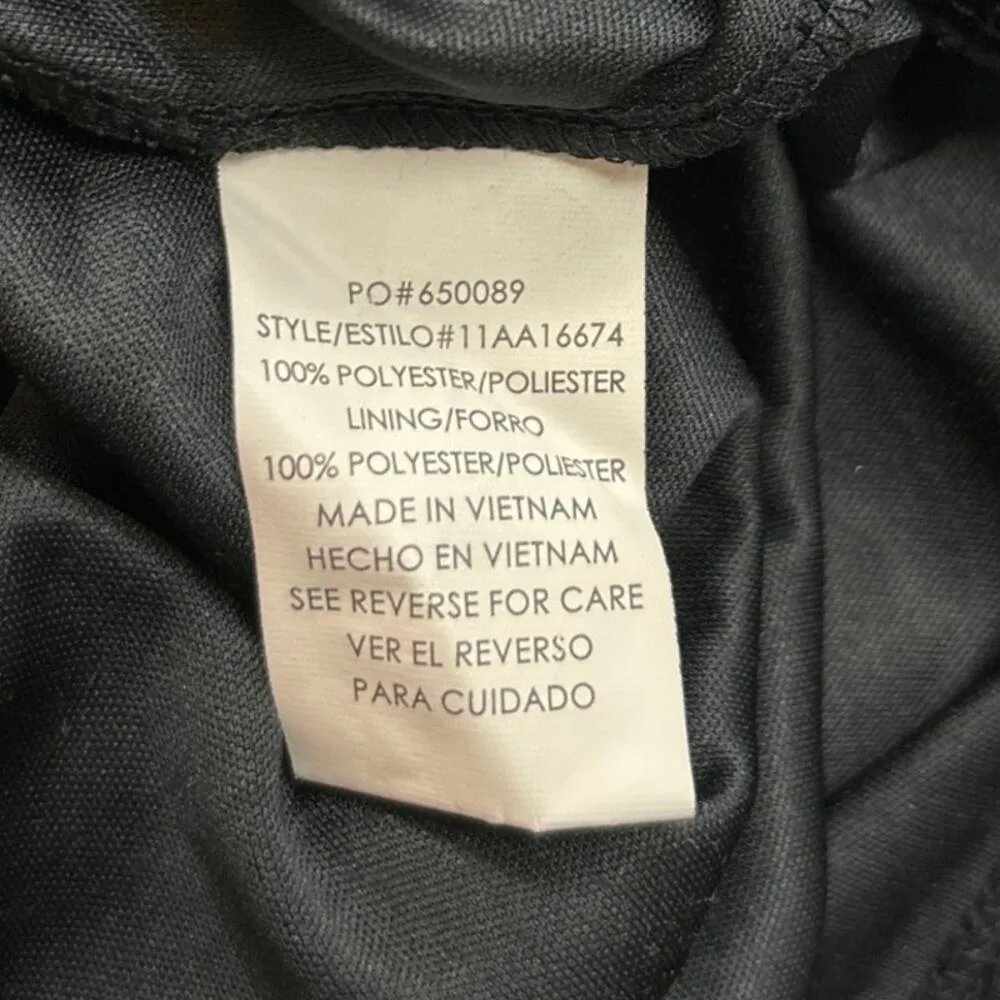 PO#650089
STYLE/ESTILO#11AA16674
100% POLYESTER/POLIESTER
LINING/FORRO
100% POLYESTER/POLIESTER
MADE IN VIETNAM
HECHO EN VIETNAM
SEE REVERSE FOR CARE
VER EL REVERSO
PARA CUIDADO